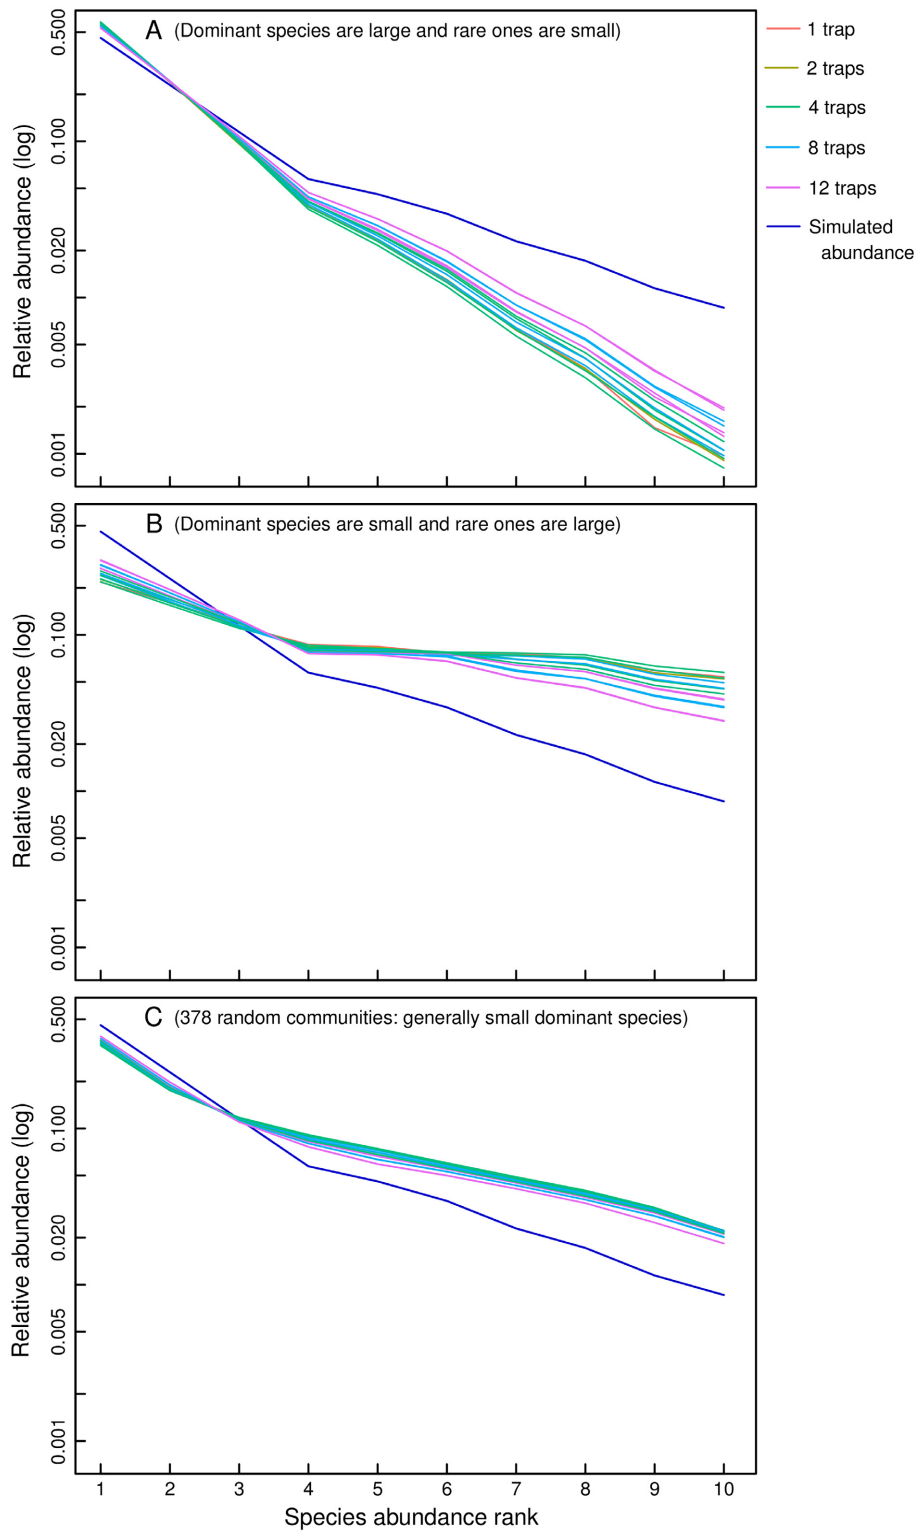 A (Dominant species are large and rare ones are small)
0.500
0.100
0.020
0.005
0.001
Relative abundance (log)
1 trap
2 traps
4 traps
8 traps
12 traps
Simulated
abundance
B (Dominant species are small and rare ones are large)
0.500
0.100
0.020
0.005
0.001
Relative abundance (log)
C (378 random communities: generally small dominant species)
0.500
0.100
0.020
0.005
0.001
Relative abundance (log)
1 2 3 4 5 6 7 8 9 10
Species abundance rank